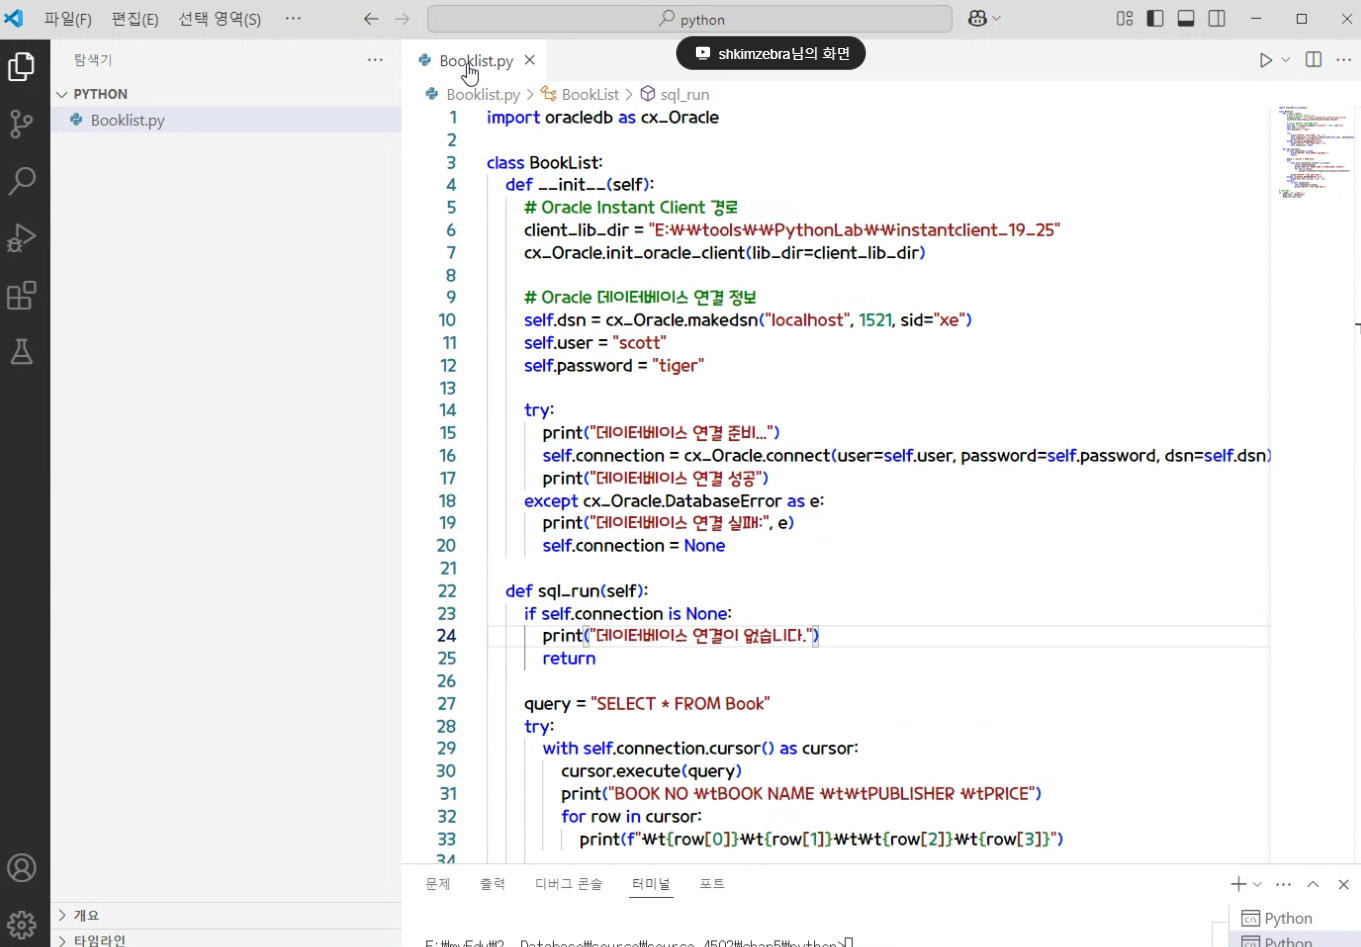 파일(F) 편집(E) 선택 영역(S) ··· python
탐색기 ···
PYTHON
Booklist.py
Booklist.py
shkimzebra님의 화면
Booklist.py > BookList > sql_run
1 import oracledb as cx_Oracle
2
3 class BookList:
4 def __init__(self):
5 # Oracle Instant Client 경로
6 client_lib_dir = "E:₩₩tools₩₩PythonLab₩₩instantclient_19_25"
7 cx_Oracle.init_oracle_client(lib_dir=client_lib_dir)
8
9 # Oracle 데이터베이스 연결 정보
10 self.dsn = cx_Oracle.makedsn("localhost", 1521, sid="xe")
11 self.user = "scott"
12 self.password = "tiger"
13
14 try:
15 print("데이터베이스 연결 준비...")
16 self.connection = cx_Oracle.connect(user=self.user, password=self.password, dsn=self.dsn)
17 print("데이터베이스 연결 성공")
18 except cx_Oracle.DatabaseError as e:
19 print("데이터베이스 연결 실패:", e)
20 self.connection = None
21
22 def sql_run(self):
23 if self.connection is None:
24 print("데이터베이스 연결이 없습니다.")
25 return
26
27 query = "SELECT * FROM Book"
28 try:
29 with self.connection.cursor() as cursor:
30 cursor.execute(query)
31 print("BOOK NO ₩tBOOK NAME ₩t₩tPUBLISHER ₩tPRICE")
32 for row in cursor:
33 print(f"₩t{row[0]}₩t{row[1]}₩t₩t{row[2]}₩t{row[3]}")
34
문제 출력 디버그 콘솔 터미널 포트
Python
Python
개요
타임라인
E:₩myEdu₩2. Database₩source₩source_4502₩chap5₩python>